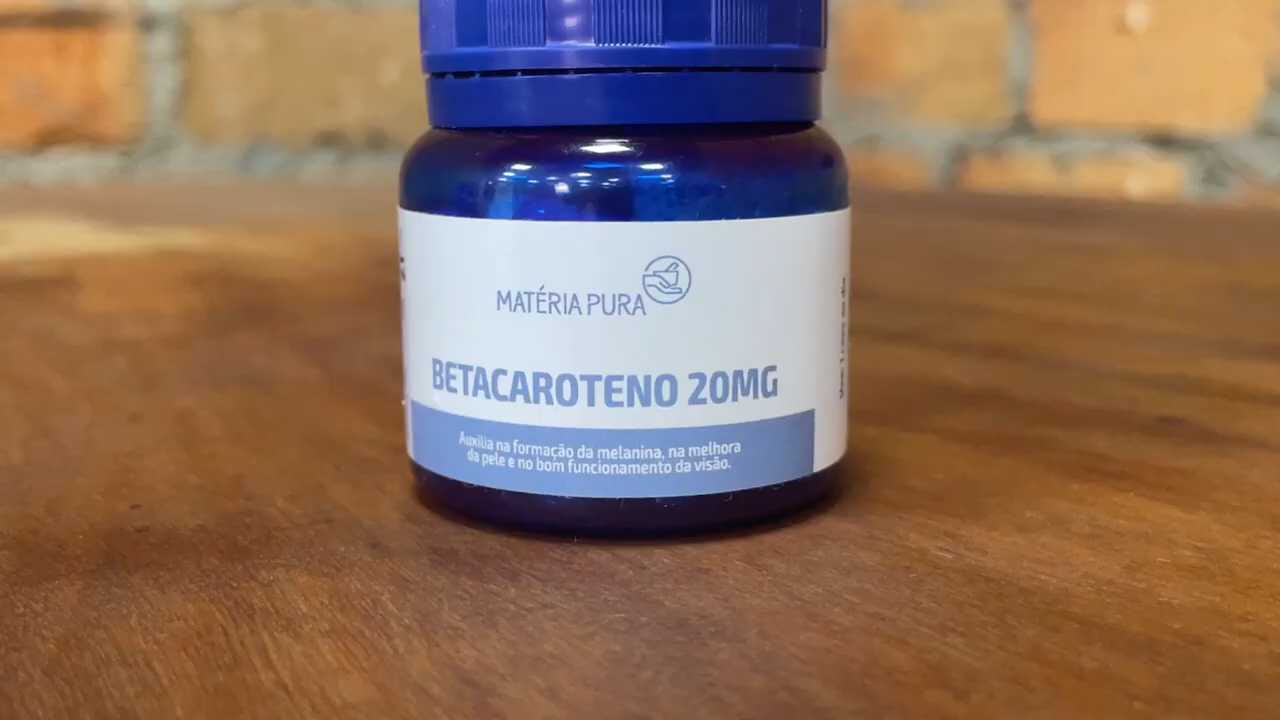 MATÉRIA PURA
BETACAROTENO 20MG
Auxilia na formação da melanina, na melhora
da pele e no bom funcionamento da visão.